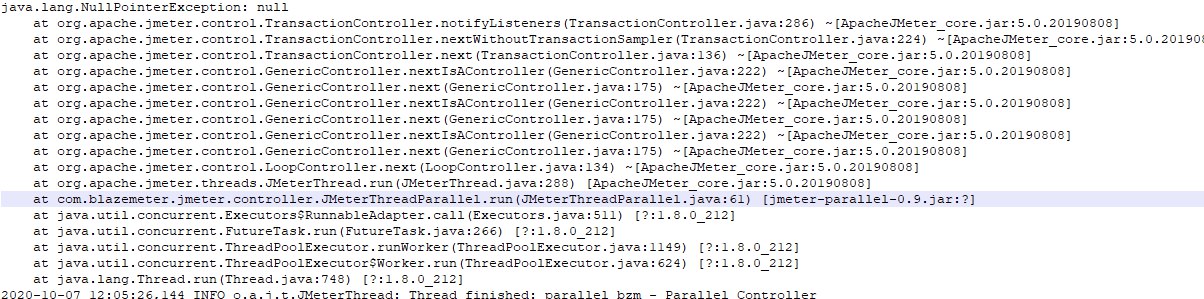 java.lang.NullPointerException: null
at org.apache.jmeter.control.TransactionController.notifyListeners(TransactionController.java:286) ~[ApacheJMeter_core.jar:5.0.20190808]
at org.apache.jmeter.control.TransactionController.nextWithoutTransactionSampler(TransactionController.java:224) ~[ApacheJMeter_core.jar:5.0.201909
at org.apache.jmeter.control.TransactionController.next(TransactionController.java:136) ~[ApacheJMeter_core.jar:5.0.20190808]
at org.apache.jmeter.control.GenericController.nextIsAController(GenericController.java:222) ~[ApacheJMeter_core.jar:5.0.20190808]
at org.apache.jmeter.control.GenericController.next(GenericController.java:175) ~[ApacheJMeter_core.jar:5.0.20190808]
at org.apache.jmeter.control.GenericController.nextIsAController(GenericController.java:222) ~[ApacheJMeter_core.jar:5.0.20190808]
at org.apache.jmeter.control.GenericController.next(GenericController.java:175) ~[ApacheJMeter_core.jar:5.0.20190808]
at org.apache.jmeter.control.GenericController.nextIsAController(GenericController.java:222) ~[ApacheJMeter_core.jar:5.0.20190808]
at org.apache.jmeter.control.GenericController.next(GenericController.java:175) ~[ApacheJMeter_core.jar:5.0.20190808]
at org.apache.jmeter.control.LoopController.next(LoopController.java:134) ~[ApacheJMeter_core.jar:5.0.20190808]
at org.apache.jmeter.threads.JMeterThread.run(JMeterThread.java:288) [ApacheJMeter_core.jar:5.0.20190808]
at com.blazemeter.jmeter.controller.JMeterThreadParallel.run(JMeterThreadParallel.java:61) [jmeter-parallel-0.9.jar:?]
at java.util.concurrent.Executors$RunnableAdapter.call(Executors.java:511) [?:1.8.0_212]
at java.util.concurrent.FutureTask.run(FutureTask.java:266) [?:1.8.0_212]
at java.util.concurrent.ThreadPoolExecutor.runWorker(ThreadPoolExecutor.java:1149) [?:1.8.0_212]
at java.util.concurrent.ThreadPoolExecutor$Worker.run(ThreadPoolExecutor.java:624) [?:1.8.0_212]
at java.lang.Thread.run(Thread.java:748) [?:1.8.0_212]
2020-10-07 12:05:26,144 INFO o.a.j.t.JMeterThread: Thread finished: parallel bzm - Parallel Controller